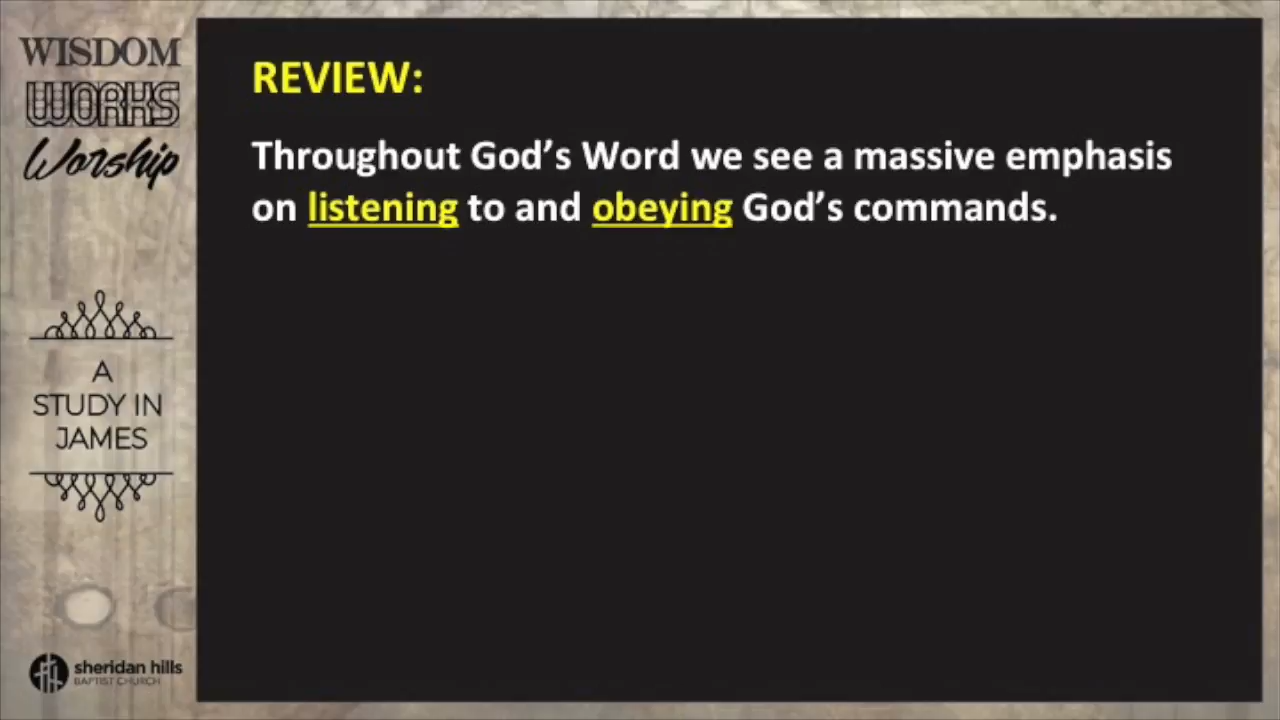 WISDOM
WORKS
Worship
A
STUDY IN
JAMES
sheridan hills
BAPTIST CHURCH
REVIEW:
Throughout God’s Word we see a massive emphasis
on listening to and obeying God’s commands.